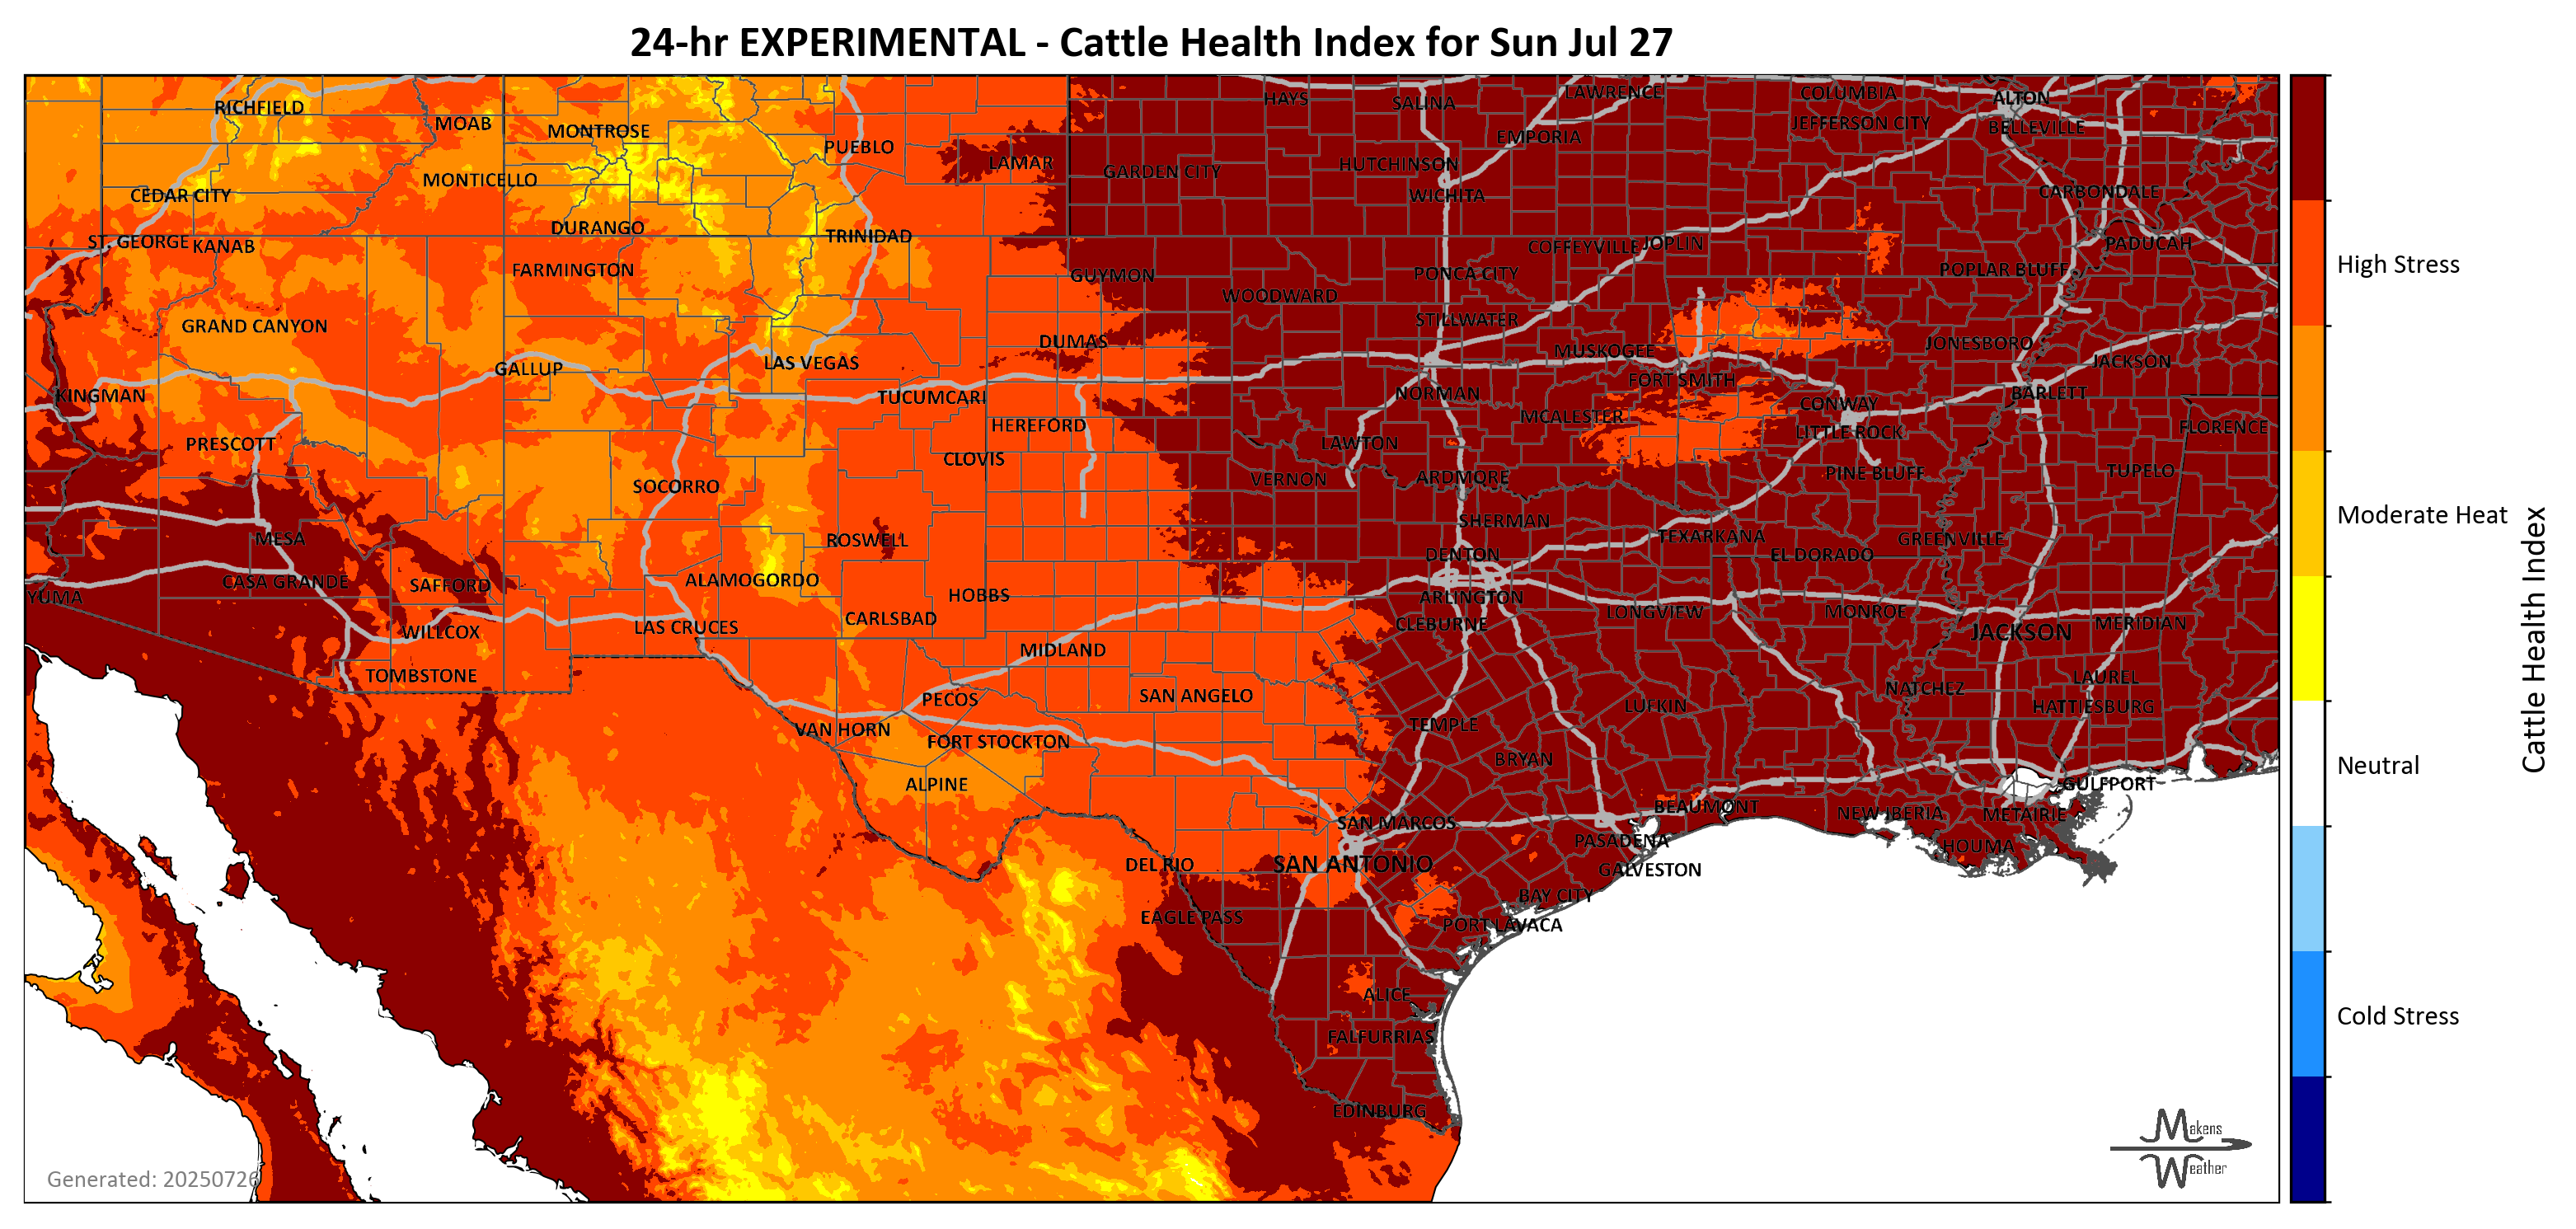 24-hr EXPERIMENTAL - Cattle Health Index for Sun Jul 27
RICHFIELD
MOAB
MONTROSE
PUEBLO
LAMAR
HAYS
SALINA
LAWRENCE
COLUMBIA
ALTON
EMPORIA
JEFFERSON CITY
BELLEVILLE
CEDAR CITY
MONTICELLO
GARDEN CITY
HUTCHINSON
WICHITA
CARBONDALE
ST. GEORGE
KANAB
DURANGO
TRINIDAD
COFFEYVILLE
JOPLIN
PADUCAH
High Stress
FARMINGTON
GUYMON
WOODWARD
PONCA CITY
POPLAR BLUFF
GRAND CANYON
STILLWATER
DUMAS
MUSKOGEE
JONESBORO
GALLUP
LAS VEGAS
JACKSON
KINGMAN
TUCUMCARI
NORMAN
FORT SMITH
CONWAY
BARLETT
PRESCOTT
HEREFORD
LAWTON
MCALESTER
LITTLE ROCK
FLORENCE
CLOVIS
SOCORRO
VERNON
ARDMORE
PINE BLUFF
TUPELO
Moderate Heat
MESA
ROSWELL
SHERMAN
TEXARKANA
GREENVILLE
DENTON
EL DORADO
CASA GRANDE
SAFFORD
ALAMOGORDO
HOBBS
YUMA
ARLINGTON
LONGVIEW
MONROE
WILLCOX
LAS CRUCES
CARLSBAD
CLEBURNE
JACKSON
MERIDIAN
Cattle Health Index
TOMBSTONE
MIDLAND
LAUREL
PECOS
SAN ANGELO
NATCHEZ
HATTIESBURG
VAN HORN
FORT STOCKTON
TEMPLE
LUFKIN
BRYAN
Neutral
ALPINE
GULFPORT
SAN MARCOS
BEAUMONT
NEW IBERIA
METAIRIE
PASADENA
HOUMA
DEL RIO
SAN ANTONIO
GALVESTON
EAGLE PASS
BAY CITY
PORT LAVACA
ALICE
Cold Stress
FALFURRIAS
EDINBURG
Makens
Weather
Generated: 20250726